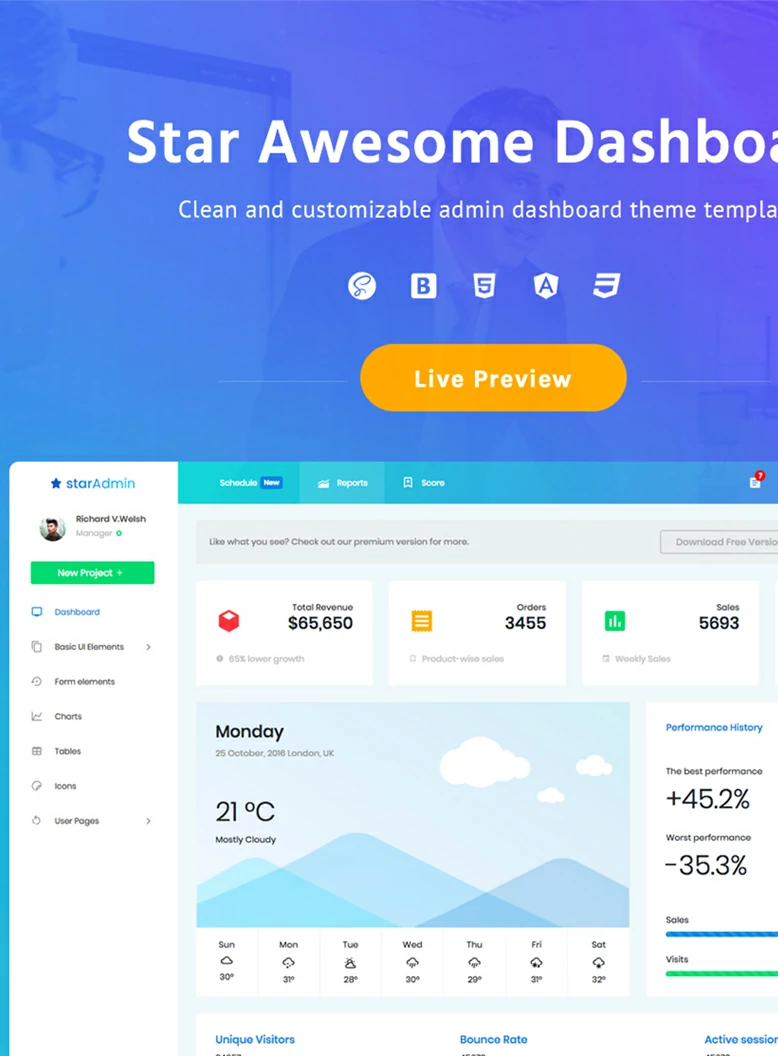 Star Awesome Dashboa
Clean and customizable admin dashboard theme templa
B 5 A 3
Live Preview
starAdmin
Schedule New Reports Score 7
Richard V.Welsh
Manager
New Project +
Dashboard
Basic UI Elements
Form elements
Charts
Tables
Icons
User Pages
Like what you see? Check out our premium version for more.
Download Free Versio
Total Revenue
$65,650
65% lower growth
Orders
3455
Product-wise sales
Sales
5693
Weekly Sales
Monday
25 October, 2016 London, UK
21 °C
Mostly Cloudy
Sun Mon Tue Wed Thu Fri Sat
30° 31° 28° 30° 29° 31° 32°
Performance History
The best performance
+45.2%
Worst performance
-35.3%
Sales
Visits
Unique Visitors Bounce Rate Active session